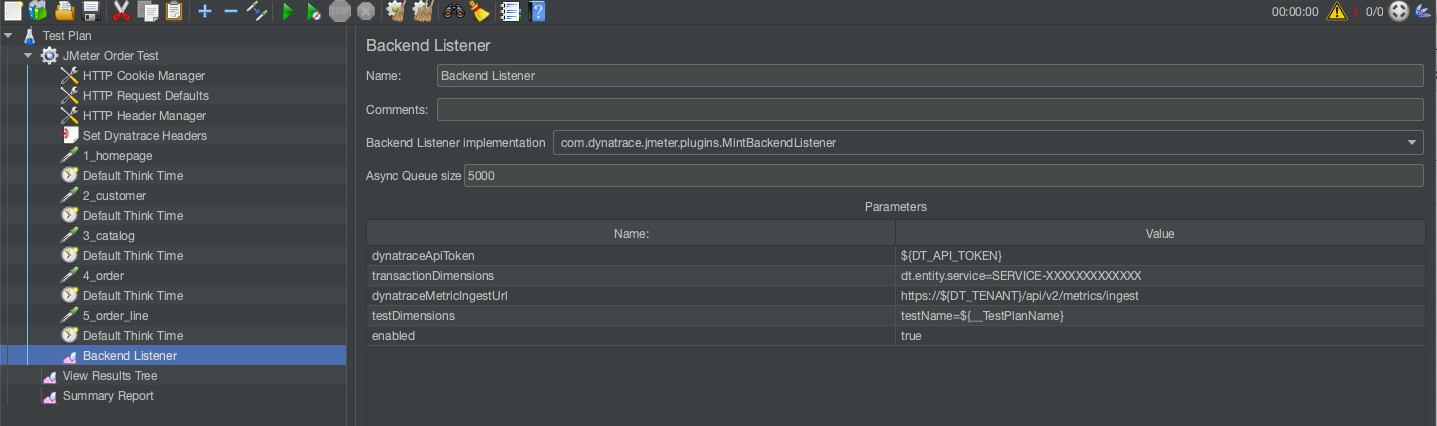 00:00:00 1 0/0
Test Plan
JMeter Order Test
HTTP Cookie Manager
HTTP Request Defaults
HTTP Header Manager
Set Dynatrace Headers
1_homepage
Default Think Time
2_customer
Default Think Time
3_catalog
Default Think Time
4_order
Default Think Time
5_order_line
Default Think Time
Backend Listener
View Results Tree
Summary Report
Backend Listener
Name: Backend Listener
Comments:
Backend Listener implementation com.dynatrace.jmeter.plugins.MintBackendListener
Async Queue size 5000
Parameters
Name: Value
dynatraceApiToken ${DT_API_TOKEN}
transactionDimensions dt.entity.service=SERVICE-XXXXXXXXXXXXX
dynatraceMetricIngestUrl https://${DT_TENANT}/api/v2/metrics/ingest
testDimensions testName=${__TestPlanName}
enabled true